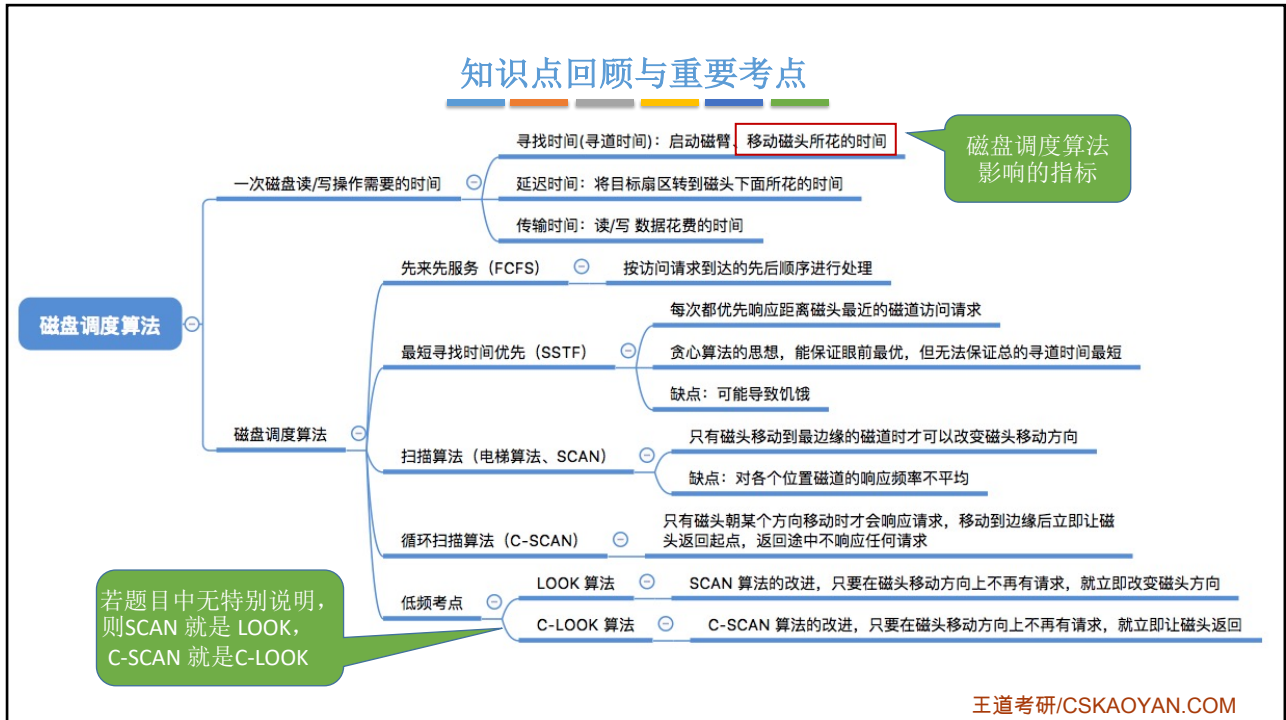 知识点回顾与重要考点
寻找时间(寻道时间)：启动磁臂、移动磁头所花的时间
磁盘调度算法
影响的指标
一次磁盘读/写操作需要的时间
延迟时间：将目标扇区转到磁头下面所花的时间
传输时间：读/写 数据花费的时间
先来先服务（FCFS）
按访问请求到达的先后顺序进行处理
磁盘调度算法
每次都优先响应距离磁头最近的磁道访问请求
最短寻找时间优先（SSTF）
贪心算法的思想，能保证眼前最优，但无法保证总的寻道时间最短
缺点：可能导致饥饿
磁盘调度算法
只有磁头移动到最边缘的磁道时才可以改变磁头移动方向
扫描算法（电梯算法、SCAN）
缺点：对各个位置磁道的响应频率不平均
循环扫描算法（C-SCAN）
只有磁头朝某个方向移动时才会响应请求，移动到边缘后立即让磁
头返回起点，返回途中不响应任何请求
若题目中无特别说明，
则SCAN 就是 LOOK，
C-SCAN 就是C-LOOK
低频考点
LOOK 算法
SCAN 算法的改进，只要在磁头移动方向上不再有请求，就立即改变磁头方向
C-LOOK 算法
C-SCAN 算法的改进，只要在磁头移动方向上不再有请求，就立即让磁头返回
王道考研/CSKAOYAN.COM